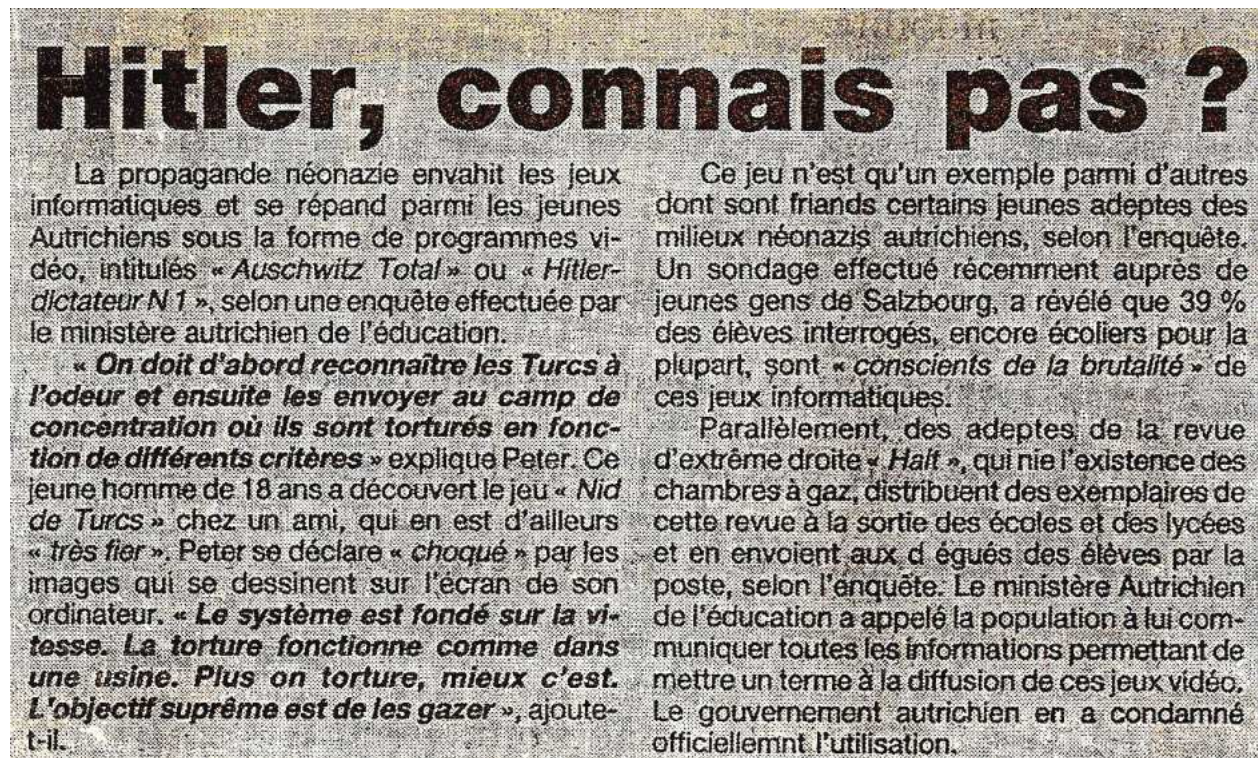 Hitler, connais pas ?
La propagande néonazie envahit les jeux
informatiques et se répand parmi les jeunes
Autrichiens sous la forme de programmes vi-
déo, intitulés « Auschwitz Total » ou « Hitler-
dictateur N 1 », selon une enquête effectuée par
le ministère autrichien de l'éducation.
« On doit d'abord reconnaître les Turcs à
l'odeur et ensuite les envoyer au camp de
concentration où ils sont torturés en fonc-
tion de différents critères » explique Peter. Ce
jeune homme de 18 ans a découvert le jeu « Nid
de Turcs » chez un ami, qui en est d'ailleurs
« très fier ». Peter se déclare « choqué » par les
images qui se dessinent sur l'écran de son
ordinateur. « Le système est fondé sur la vi-
tesse. La torture fonctionne comme dans
une usine. Plus on torture, mieux c'est.
L'objectif suprême est de les gazer », ajoute-
t-il.
Ce jeu n'est qu'un exemple parmi d'autres
dont sont friands certains jeunes adeptes des
milieux néonazis autrichiens, selon l'enquête.
Un sondage effectué récemment auprès de
jeunes gens de Salzbourg, a révélé que 39 %
des élèves interrogés, encore écoliers pour la
plupart, sont « conscients de la brutalité » de
ces jeux informatiques.
Parallèlement, des adeptes de la revue
d'extrême droite « Halt », qui nie l'existence des
chambres à gaz, distribuent des exemplaires de
cette revue à la sortie des écoles et des lycées
et en envoient aux d égués des élèves par la
poste, selon l'enquête. Le ministère Autrichien
de l'éducation a appelé la population à lui com-
muniquer toutes les informations permettant de
mettre un terme à la diffusion de ces jeux vidéo.
Le gouvernement autrichien en a condamné
officiellemnt l'utilisation.